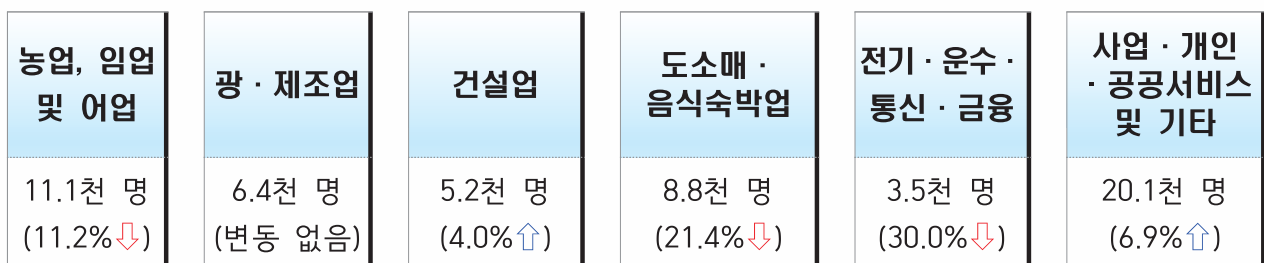 농업, 임업
및 어업
11.1천 명
(11.2%⇩)
광·제조업
6.4천 명
(변동 없음)
건설업
5.2천 명
(4.0%⇧)
도소매·
음식숙박업
8.8천 명
(21.4%⇩)
전기·운수·
통신·금융
3.5천 명
(30.0%⇩)
사업·개인
·공공서비스
및 기타
20.1천 명
(6.9%⇧)